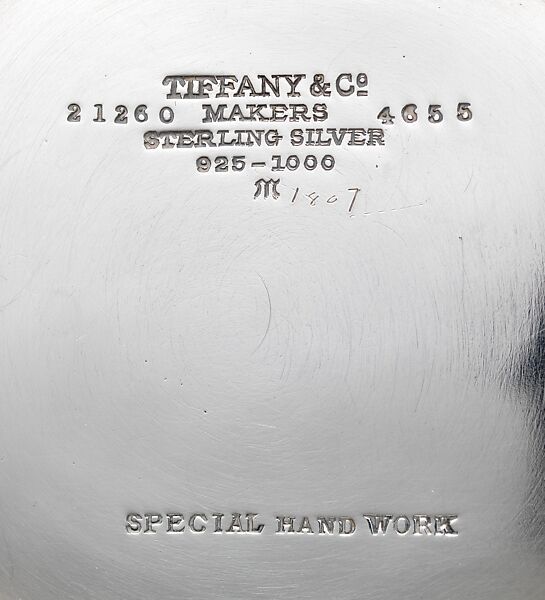 TIFFANY & Co
21260 MAKERS 4655
STERLING SILVER
925-1000
M 1807
SPECIAL HAND WORK